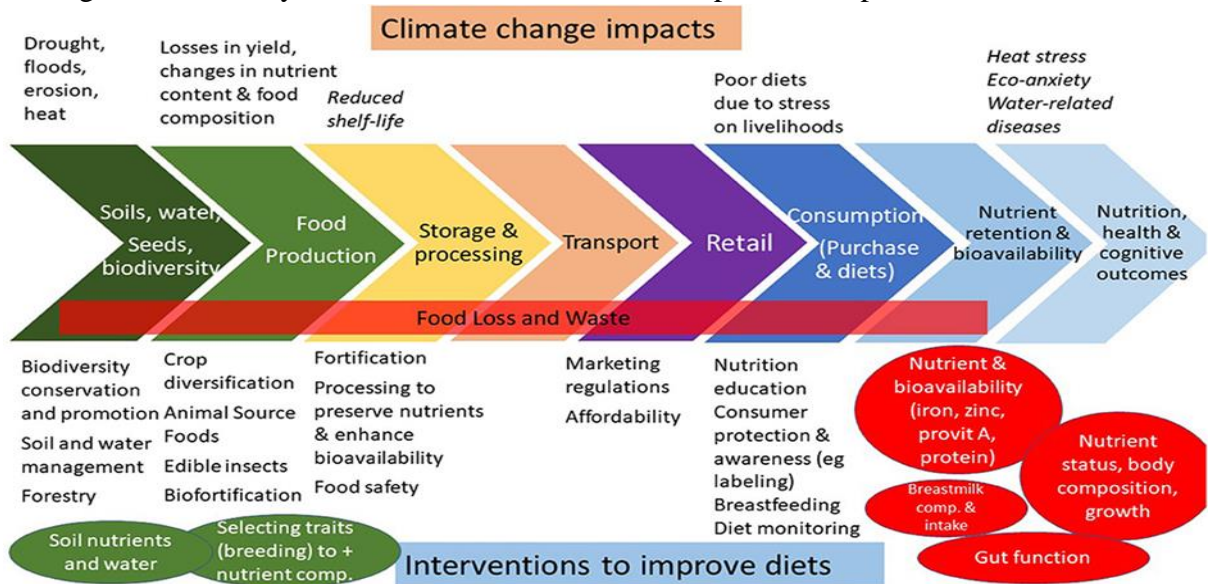 Climate change impacts
Drought,
floods,
erosion,
heat
Losses in yield,
changes in nutrient
content & food
composition
Reduced
shelf-life
Poor diets
due to stress
on livelihoods
Heat stress
Eco-anxiety
Water-related
diseases
Soils, water,
Seeds,
biodiversity
Food
Production
Storage &
processing
Transport
Retail
Consumption
(Purchase
& diets)
Nutrient
retention &
bioavailability
Nutrition,
health &
cognitive
outcomes
Food Loss and Waste
Biodiversity
conservation
and promotion
Soil and water
management
Forestry
Crop
diversification
Animal Source
Foods
Edible insects
Biofortification
Fortification
Processing to
preserve nutrients
& enhance
bioavailability
Food safety
Marketing
regulations
Affordability
Nutrition
education
Consumer
protection &
awareness (eg
labeling)
Breastfeeding
Diet monitoring
Nutrient &
bioavailability
(iron, zinc,
provit A,
protein)
Nutrient
status, body
composition,
growth
Breastmilk
comp. &
intake
Gut function
Soil nutrients
and water
Selecting traits
(breeding) to +
nutrient comp.
Interventions to improve diets